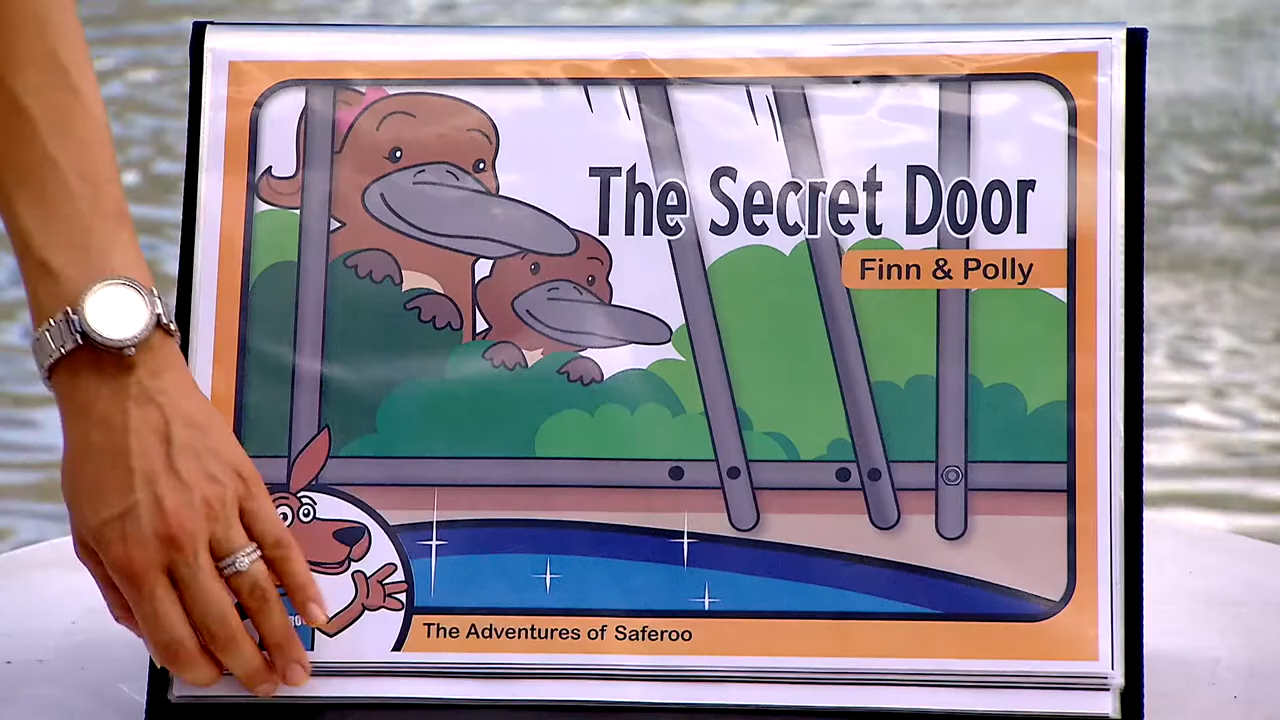 The Secret Door
Finn & Polly
The Adventures of Saferoo